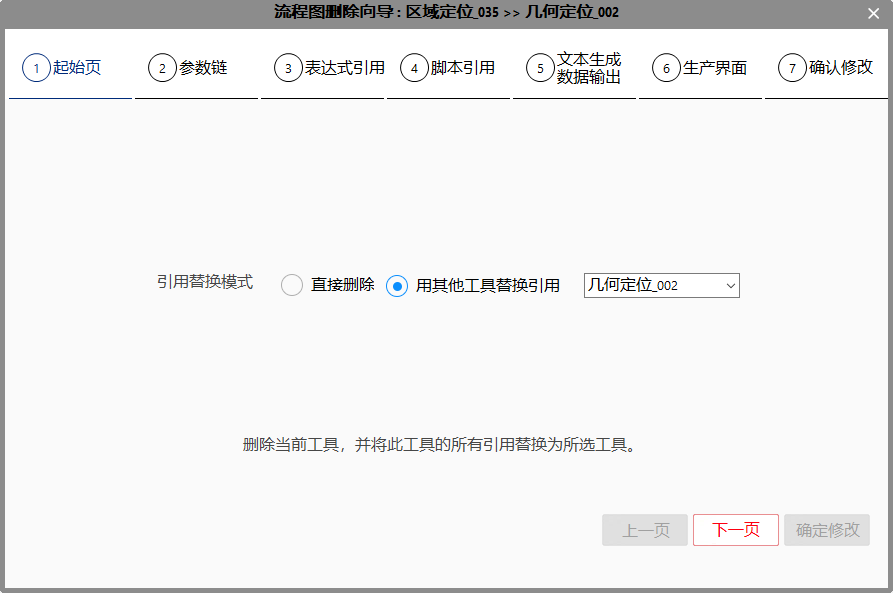 流程图删除向导 : 区域定位_035 >> 几何定位_002
1 起始页
2 参数链
3 表达式引用
4 脚本引用
5 文本生成
数据输出
6 生产界面
7 确认修改
引用替换模式 直接删除 用其他工具替换引用 几何定位_002
删除当前工具，并将此工具的所有引用替换为所选工具。
上一页 下一页 确定修改